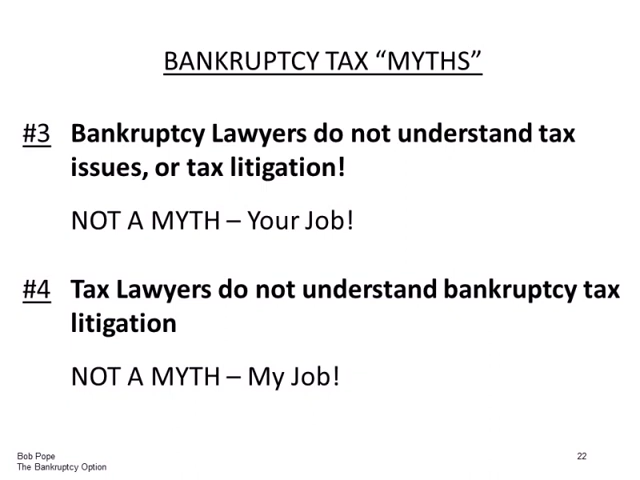 BANKRUPTCY TAX “MYTHS”
#3 Bankruptcy Lawyers do not understand tax
issues, or tax litigation!
NOT A MYTH – Your Job!
#4 Tax Lawyers do not understand bankruptcy tax
litigation
NOT A MYTH – My Job!
Bob Pope
The Bankruptcy Option
22